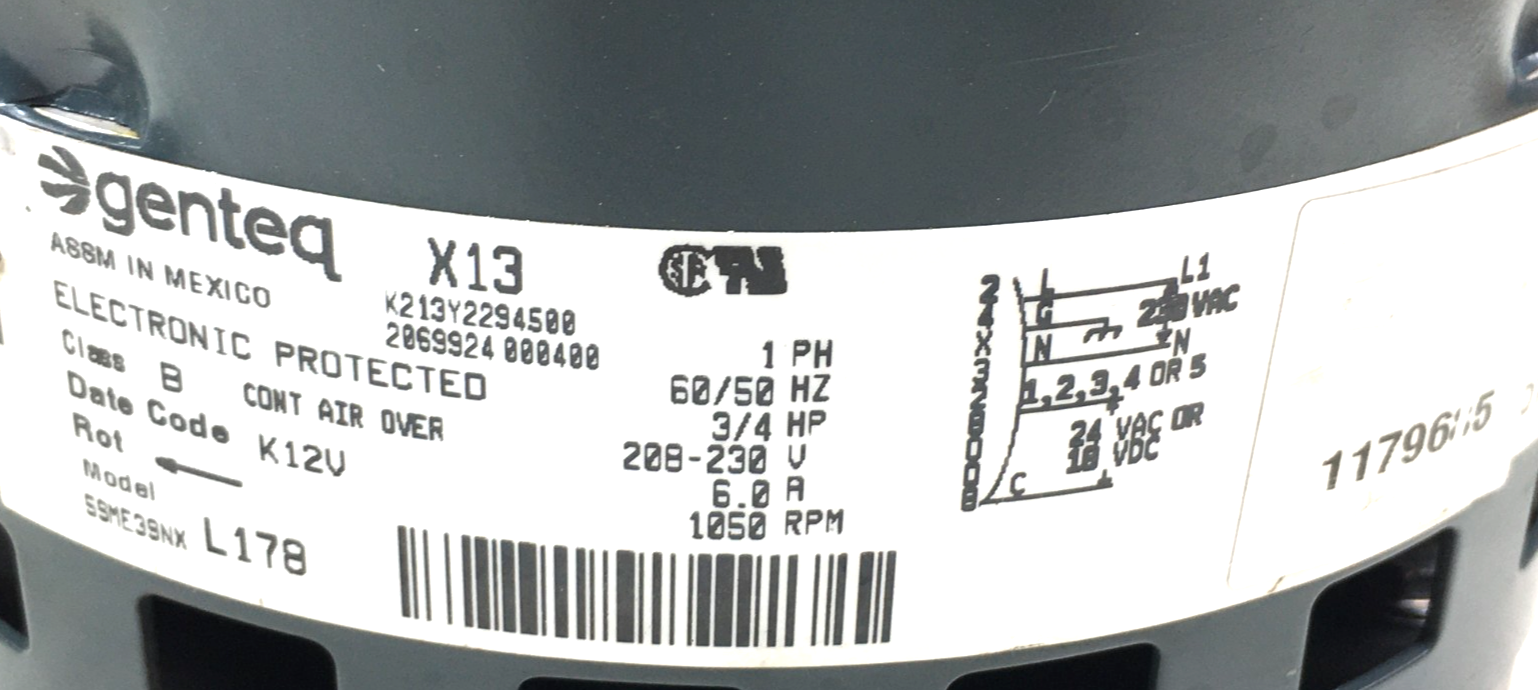 genteq
ASSM IN MEXICO
ELECTRONIC PROTECTED
Class B CONT AIR OVER
Date Code K12V
Rot
Model
59ME39NX L178
X13
K213Y2294500
2069924 000400
1 PH
60/50 HZ
3/4 HP
208-230 V
6.0 A
1050 RPM
L L1
G 230 VAC
N N
1,2,3,4 OR 5
24 VAC OR
18 VDC
C